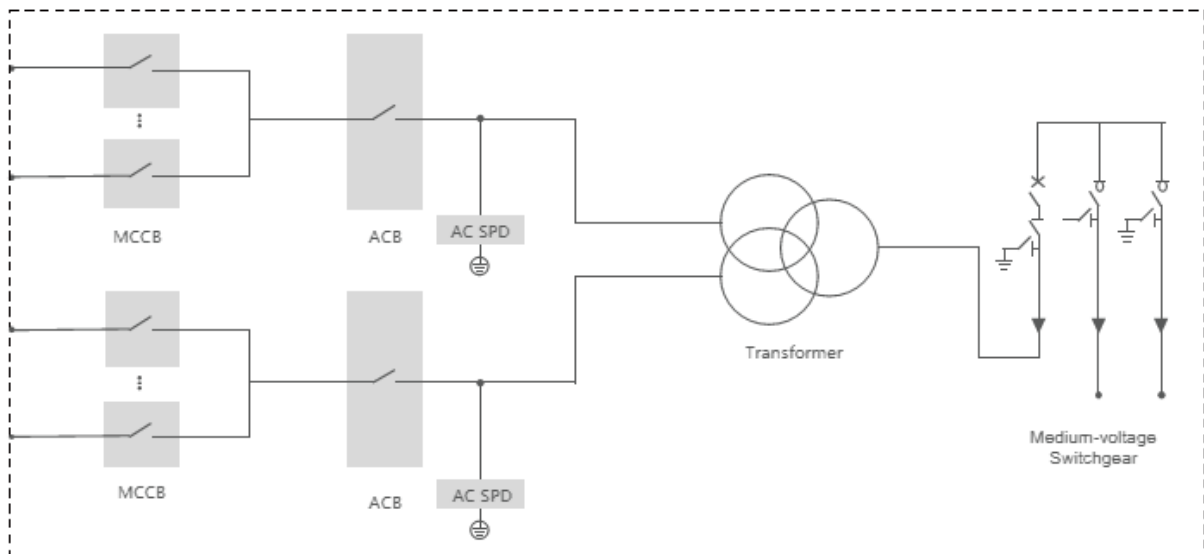 MCCB
ACB
AC SPD
Transformer
Medium-voltage
Switchgear
MCCB
ACB
AC SPD